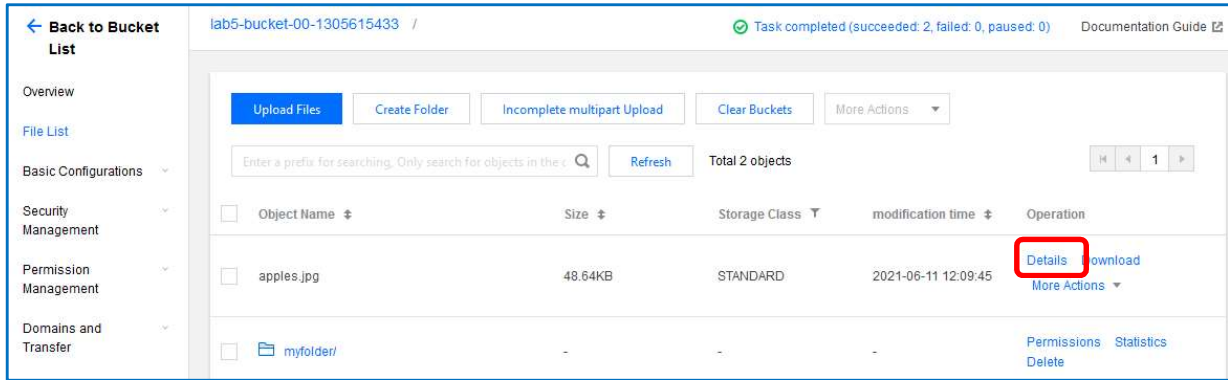 ← Back to Bucket List
lab5-bucket-00-1305615433 /
Task completed (succeeded: 2, failed: 0, paused: 0)
Documentation Guide
Overview
File List
Basic Configurations
Security Management
Permission Management
Domains and Transfer
Upload Files Create Folder Incomplete multipart Upload Clear Buckets More Actions
Enter a prefix for searching, Only search for objects in the c Refresh Total 2 objects 1
Object Name Size Storage Class modification time Operation
apples.jpg 48.64KB STANDARD 2021-06-11 12:09:45 Details Download
More Actions
myfolder/ - - - Permissions Statistics
Delete